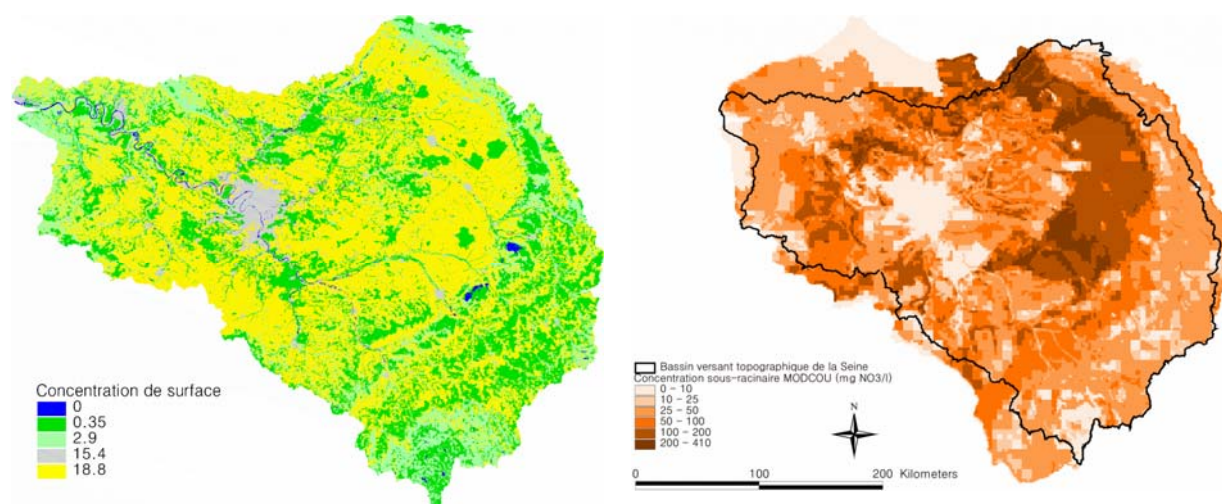 Concentration de surface
0
0.35
2.9
15.4
18.8
Bassin versant topographique de la Seine
Concentration sous-racinaire MODCOU (mg NO3/l)
0 - 10
10 - 25
25 - 50
50 - 100
100 - 200
200 - 410
N
0 100 200 Kilometers